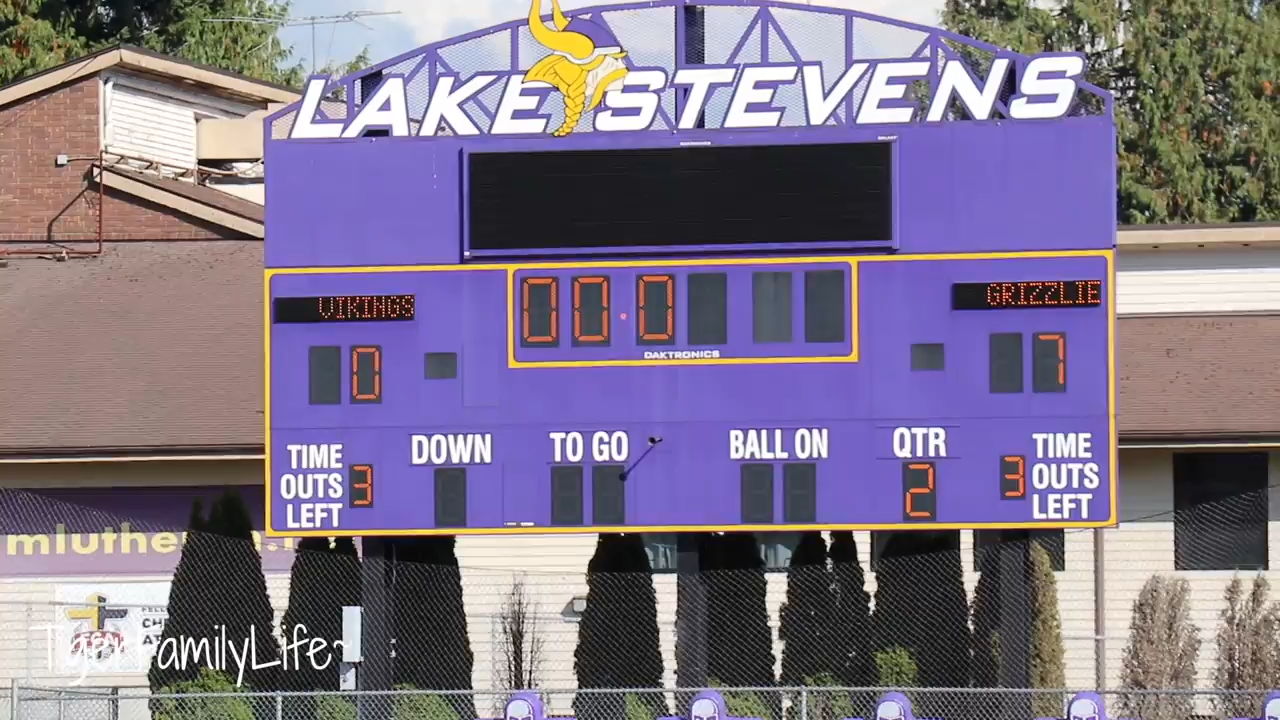 LAKE STEVENS
VIKINGS
00.0
GRIZZLIE
DAKTRONICS
0
7
TIME OUTS LEFT 3
DOWN
TO GO
BALL ON
QTR 2
3 TIME OUTS LEFT
mluthe
TigerFamilyLife~